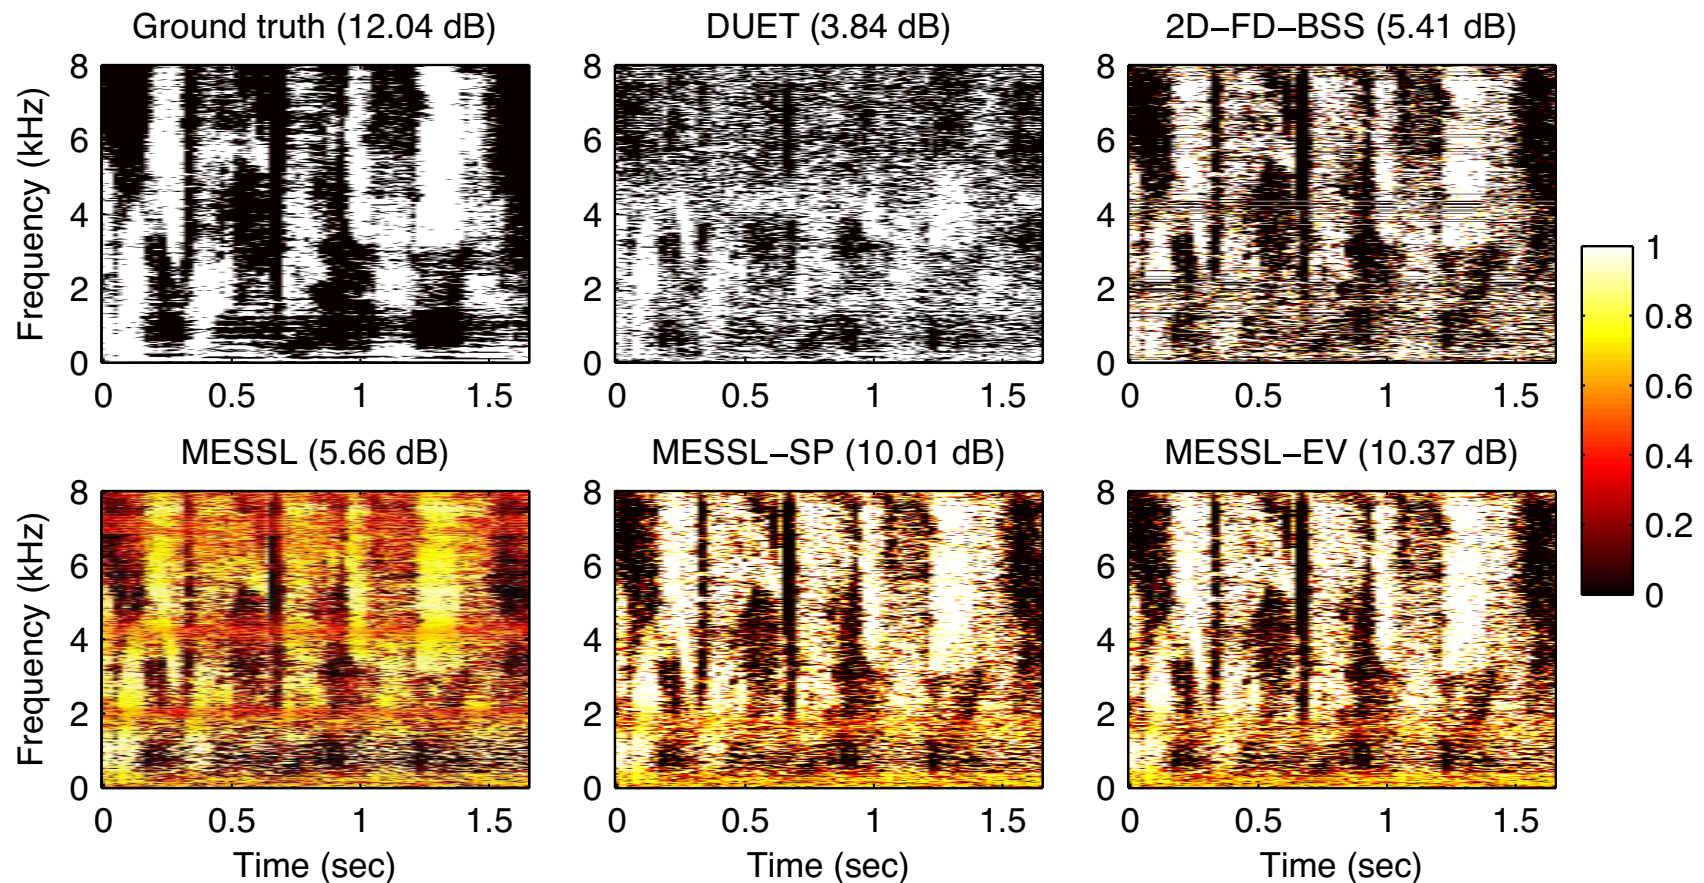 Ground truth (12.04 dB)
DUET (3.84 dB)
2D−FD−BSS (5.41 dB)
Frequency (kHz)
8
6
4
2
0
0 0.5 1 1.5
8
6
4
2
0
0 0.5 1 1.5
8
6
4
2
0
0 0.5 1 1.5
MESSL (5.66 dB)
MESSL−SP (10.01 dB)
MESSL−EV (10.37 dB)
Frequency (kHz)
8
6
4
2
0
0 0.5 1 1.5
Time (sec)
8
6
4
2
0
0 0.5 1 1.5
Time (sec)
8
6
4
2
0
0 0.5 1 1.5
Time (sec)
1
0.8
0.6
0.4
0.2
0